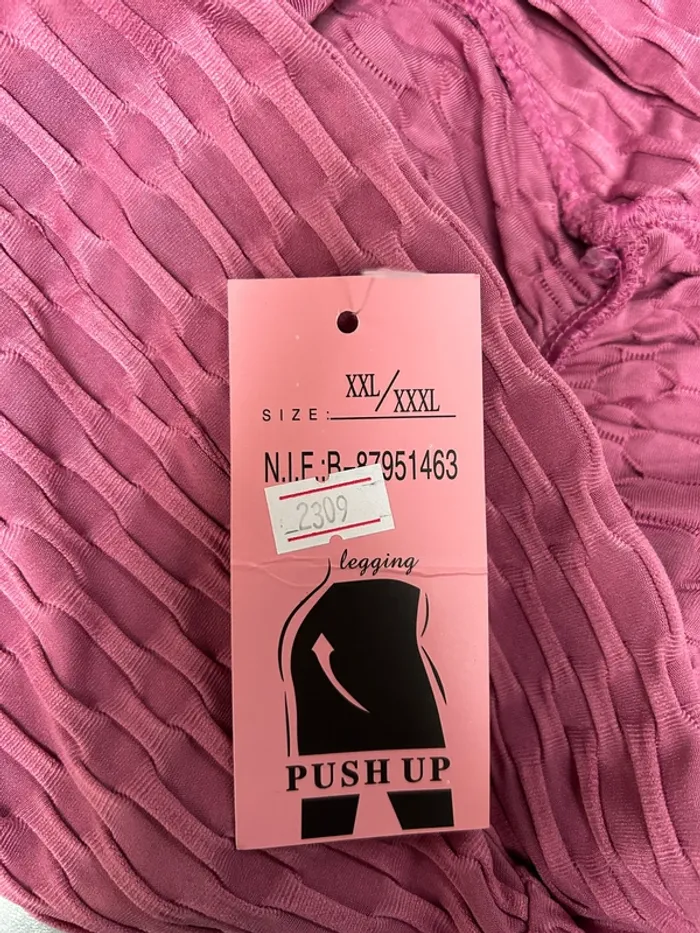 XXL/XXXL
SIZE:
N.I.F.:B-87951463
2309
legging
PUSH UP